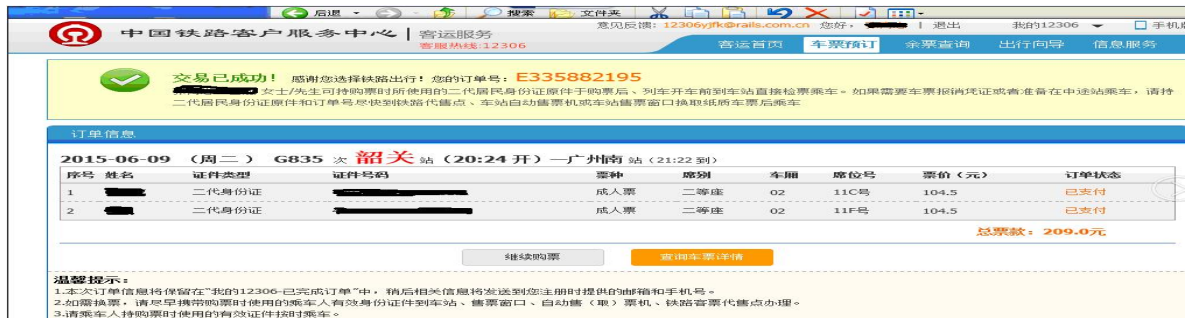 后退 搜索 文件夹
中国铁路客户服务中心 客运服务 意见反馈：12306yjfk@rails.com.cn 您好， | 退出 我的12306 手机版
客服热线:12306 客运首页 车票预订 余票查询 出行向导 信息服务
交易已成功！ 感谢您选择铁路出行！您的订单号：E335882195
女士/先生可持购票时所使用的二代居民身份证原件于购票后、列车开车前到车站直接检票乘车。如果需要车票报销凭证或者准备在中途站乘车，请持
二代居民身份证原件和订单号尽快到铁路代售点、车站自动售票机或车站售票窗口换取纸质车票后乘车
订单信息
2015-06-09 （周二） G835 次 韶关 站（20:24 开）—广州南 站（21:22 到）
序号 姓名 证件类型 证件号码 票种 席别 车厢 席位号 票价（元） 订单状态
1 二代身份证 成人票 二等座 02 11C号 104.5 已支付
2 二代身份证 成人票 二等座 02 11F号 104.5 已支付
总票款：209.0元
继续购票 查询车票详情
温馨提示：
1.本次订单信息将保留在"我的12306-已完成订单"中，稍后相关信息将发送到您注册时提供的邮箱和手机号。
2.如需换票，请尽早携带购票时使用的乘车人有效身份证件到车站、售票窗口、自动售（取）票机、铁路客票代售点办理。
3.请乘车人持购票时使用的有效证件按时乘车。